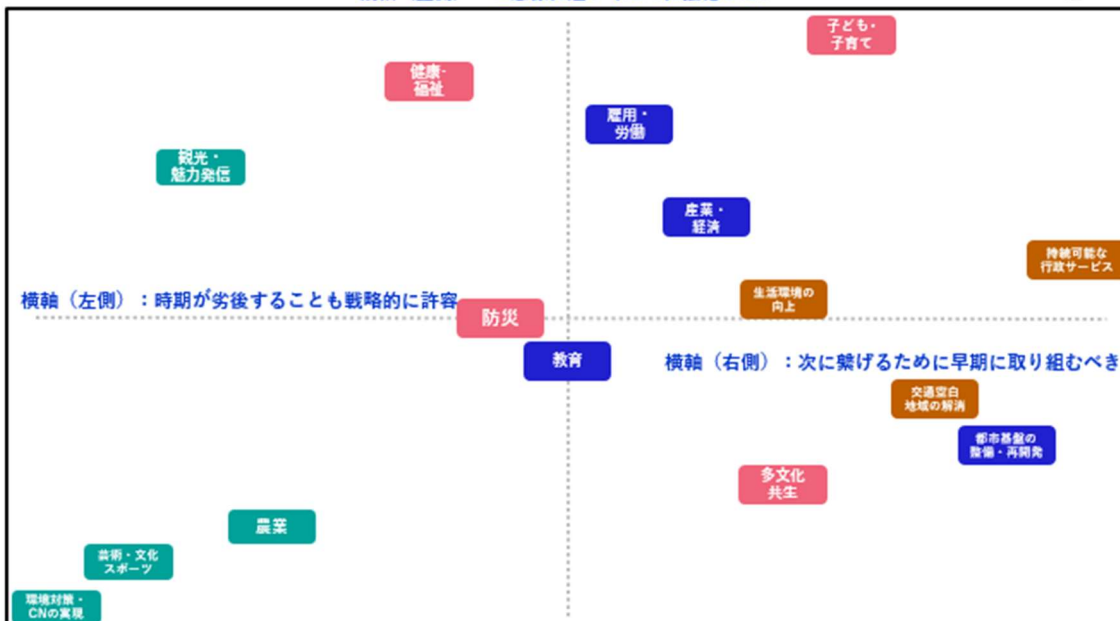 子ども・
子育て
健康・
福祉
雇用・
労働
観光・
魅力発信
産業・
経済
持続可能な
行政サービス
生活環境の
向上
横軸（左側）：時期が劣後することも戦略的に許容
防災
教育
横軸（右側）：次に繋げるために早期に取り組むべき
交通空白
地域の解消
都市基盤の
整備・再開発
多文化
共生
農業
芸術・文化
スポーツ
環境対策・
CNの実現